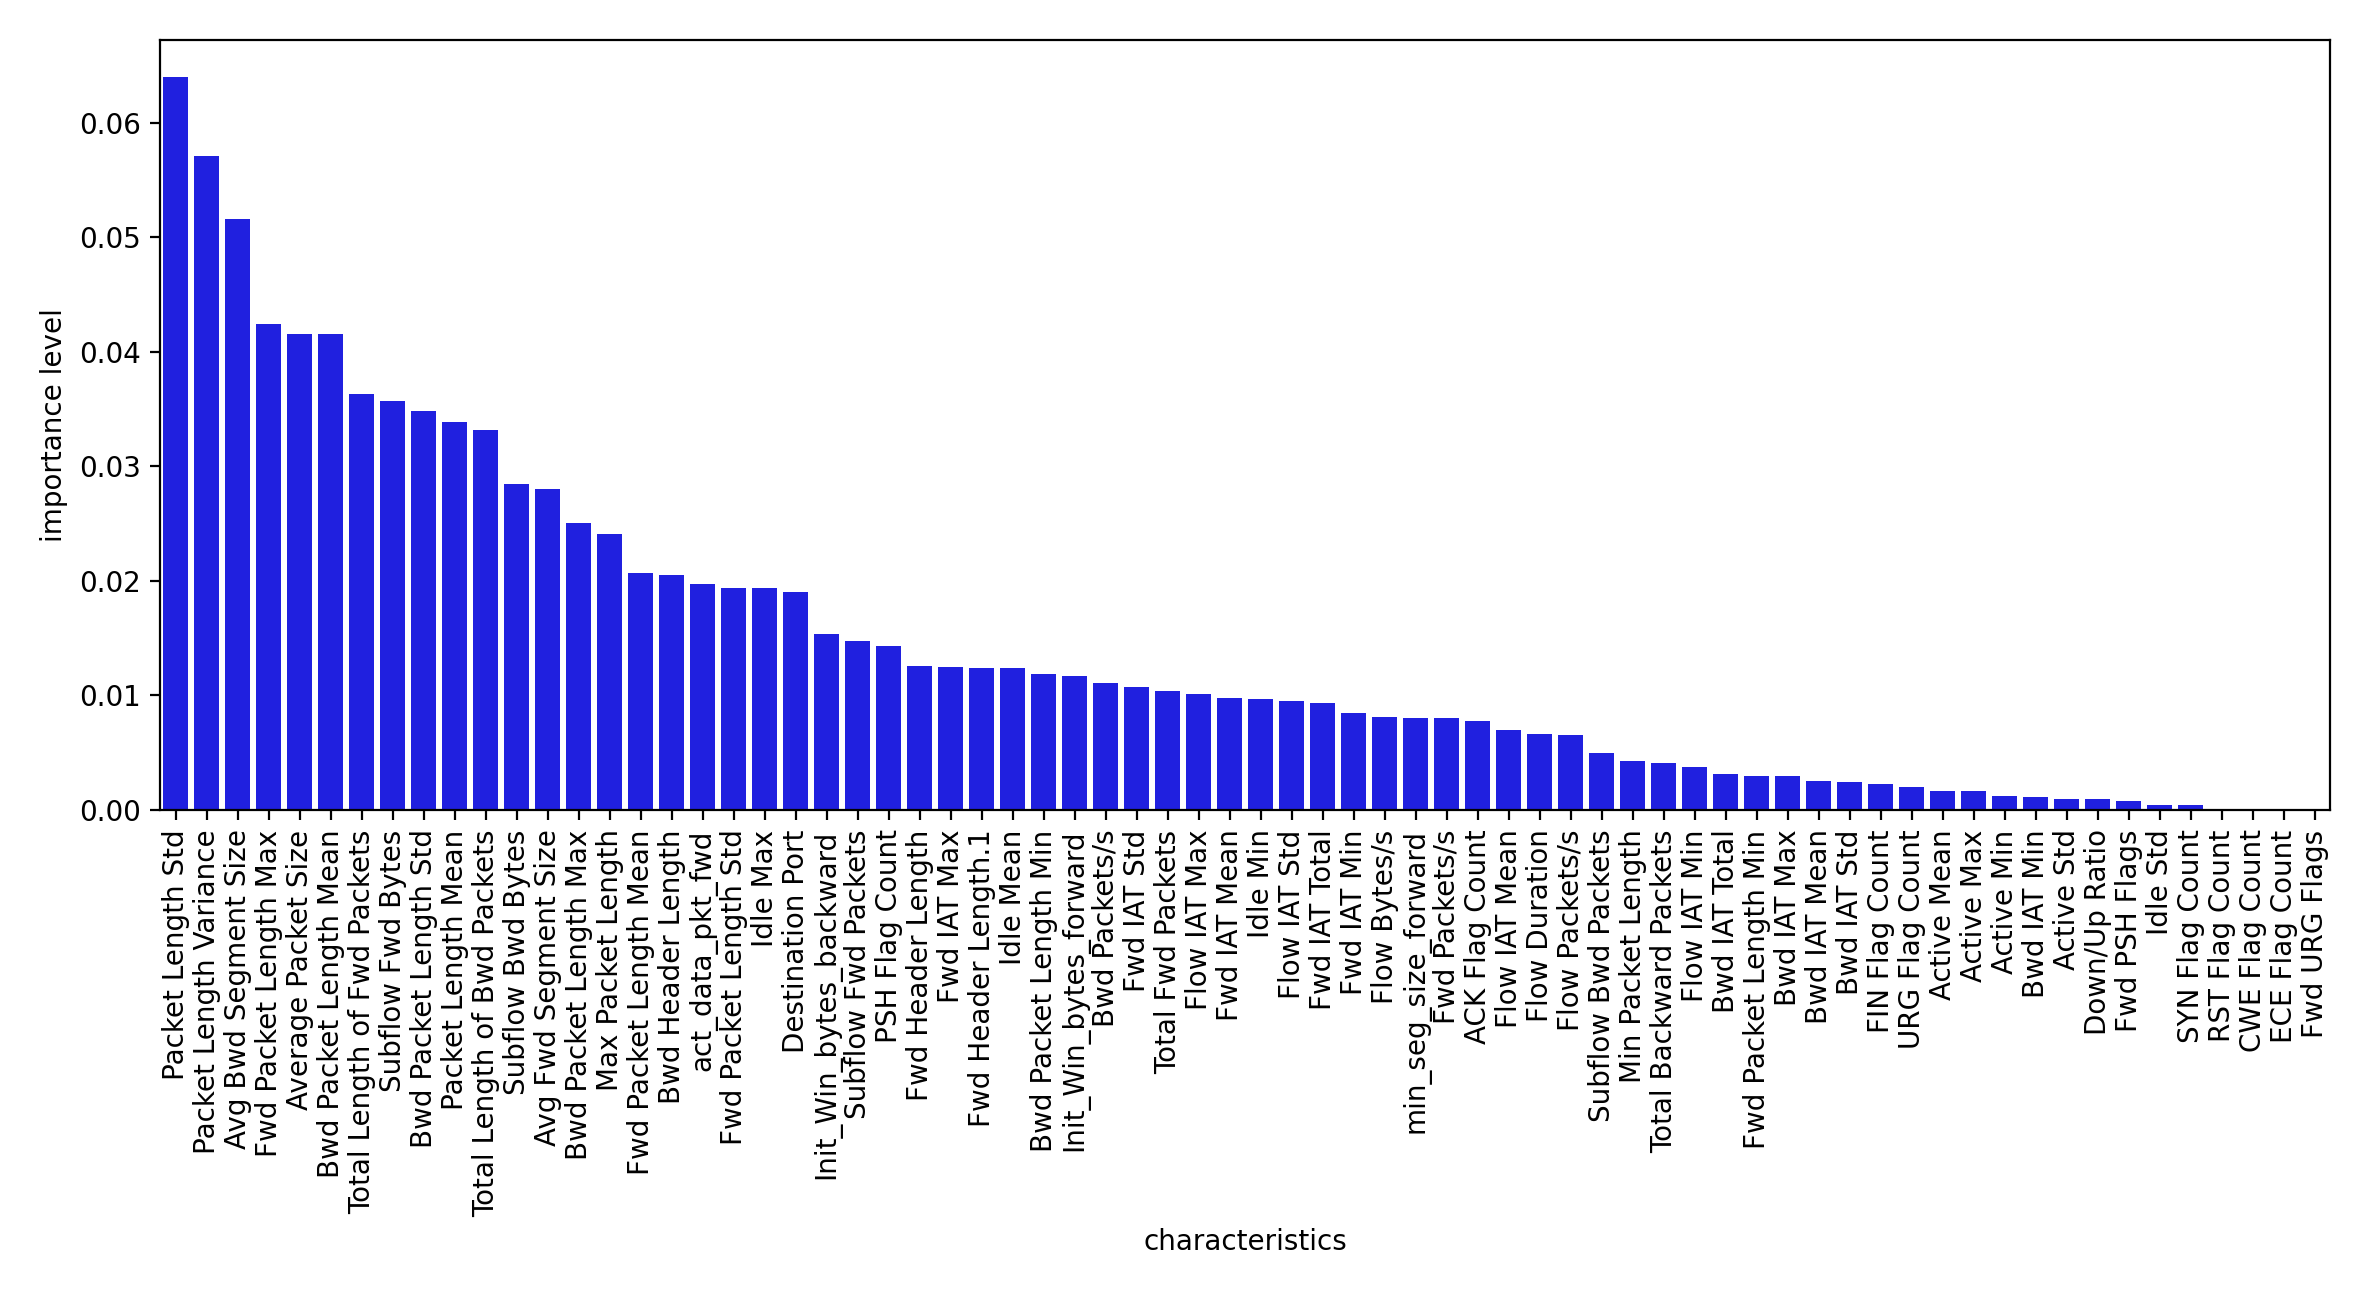 importance level
0.06
0.05
0.04
0.03
0.02
0.01
0.00
Packet Length Std
Packet Length Variance
Avg Bwd Segment Size
Fwd Packet Length Max
Average Packet Size
Bwd Packet Length Mean
Total Length of Fwd Packets
Subflow Fwd Bytes
Bwd Packet Length Std
Packet Length Mean
Total Length of Bwd Packets
Subflow Bwd Bytes
Avg Fwd Segment Size
Bwd Packet Length Max
Max Packet Length
Fwd Packet Length Mean
Bwd Header Length
act_data_pkt_fwd
Fwd Packet Length Std
Idle Max
Destination Port
Init_Win_bytes_backward
Subflow Fwd Packets
PSH Flag Count
Fwd Header Length
Fwd IAT Max
Fwd Header Length.1
Idle Mean
Bwd Packet Length Min
Init_Win_bytes_forward
Bwd Packets/s
Fwd IAT Std
Total Fwd Packets
Flow IAT Max
Fwd IAT Mean
Idle Min
Flow IAT Std
Fwd IAT Total
Fwd IAT Min
Flow Bytes/s
min_seg_size_forward
Fwd Packets/s
ACK Flag Count
Flow IAT Mean
Flow Duration
Flow Packets/s
Subflow Bwd Packets
Min Packet Length
Total Backward Packets
Flow IAT Min
Bwd IAT Total
Fwd Packet Length Min
Bwd IAT Max
Bwd IAT Mean
Bwd IAT Std
FIN Flag Count
URG Flag Count
Active Mean
Active Max
Active Min
Bwd IAT Min
Active Std
Down/Up Ratio
Fwd PSH Flags
Idle Std
SYN Flag Count
RST Flag Count
CWE Flag Count
ECE Flag Count
Fwd URG Flags
characteristics